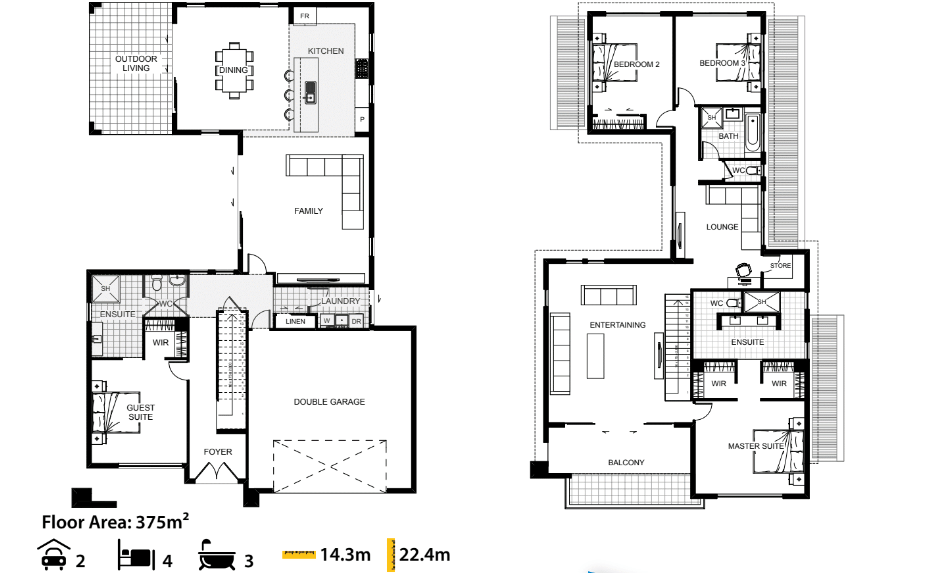 FR
KITCHEN
OUTDOOR
LIVING
DINING
P
FAMILY
SH
WC
ENSUITE
LAUNDRY
LINEN
W
DR
WIR
GUEST
SUITE
DOUBLE GARAGE
FOYER
BEDROOM 2
BEDROOM 3
SH
BATH
WC
LOUNGE
STORE
WC
SH
ENTERTAINING
ENSUITE
WIR
WIR
MASTER SUITE
BALCONY
Floor Area: 375m²
2
4
3
14.3m
22.4m